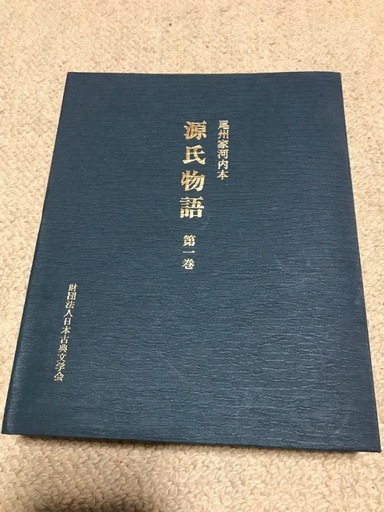 尾州家河内本
源氏物語 第一巻
財団法人日本古典文学会